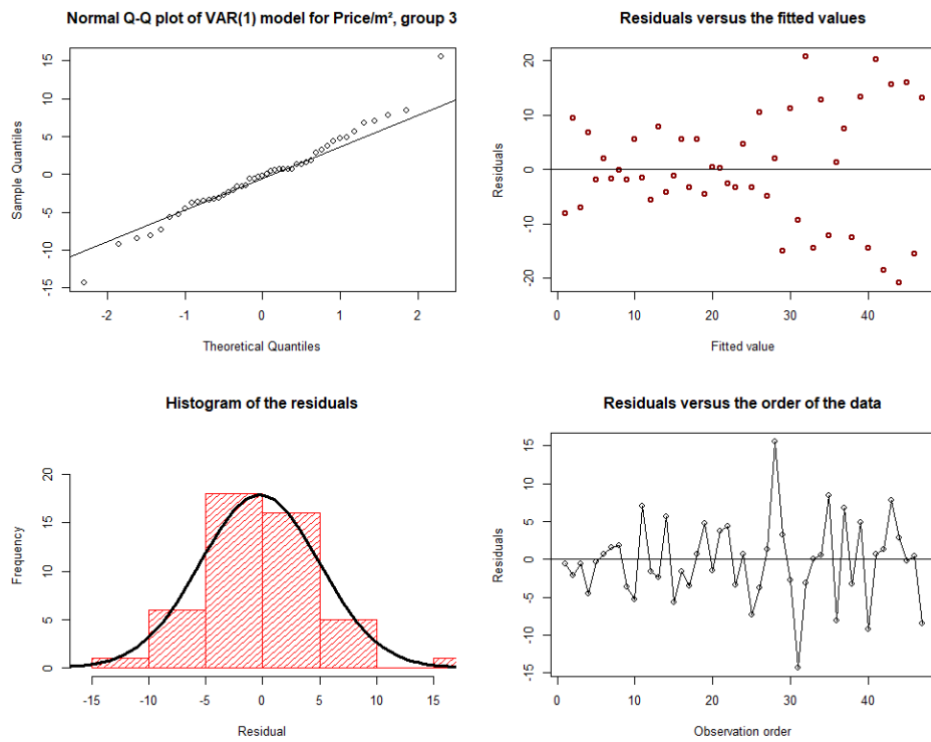 Normal Q-Q plot of VAR(1) model for Price/m², group 3
15
10
5
0
-5
-10
-15
Sample Quantiles
-2 -1 0 1 2
Theoretical Quantiles
Residuals versus the fitted values
20
10
0
-10
-20
Residuals
0 10 20 30 40
Fitted value
Histogram of the residuals
20
15
10
5
0
Frequency
-15 -10 -5 0 5 10 15
Residual
Residuals versus the order of the data
15
10
5
0
-5
-10
-15
Residuals
0 10 20 30 40
Observation order